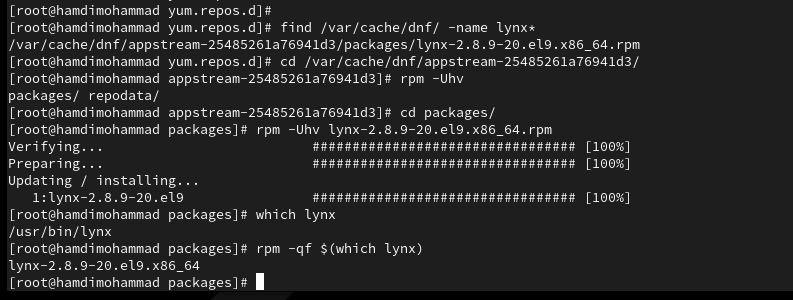 [root@hamdimohammad yum.repos.d]#
[root@hamdimohammad yum.repos.d]# find /var/cache/dnf/ -name lynx*
/var/cache/dnf/appstream-25485261a76941d3/packages/lynx-2.8.9-20.el9.x86_64.rpm
[root@hamdimohammad yum.repos.d]# cd /var/cache/dnf/appstream-25485261a76941d3/
[root@hamdimohammad appstream-25485261a76941d3]# rpm -Uhv
packages/ repodata/
[root@hamdimohammad appstream-25485261a76941d3]# cd packages/
[root@hamdimohammad packages]# rpm -Uhv lynx-2.8.9-20.el9.x86_64.rpm
Verifying...                          ################################# [100%]
Preparing...                          ################################# [100%]
Updating / installing...
   1:lynx-2.8.9-20.el9                ################################# [100%]
[root@hamdimohammad packages]# which lynx
/usr/bin/lynx
[root@hamdimohammad packages]# rpm -qf $(which lynx)
lynx-2.8.9-20.el9.x86_64
[root@hamdimohammad packages]#